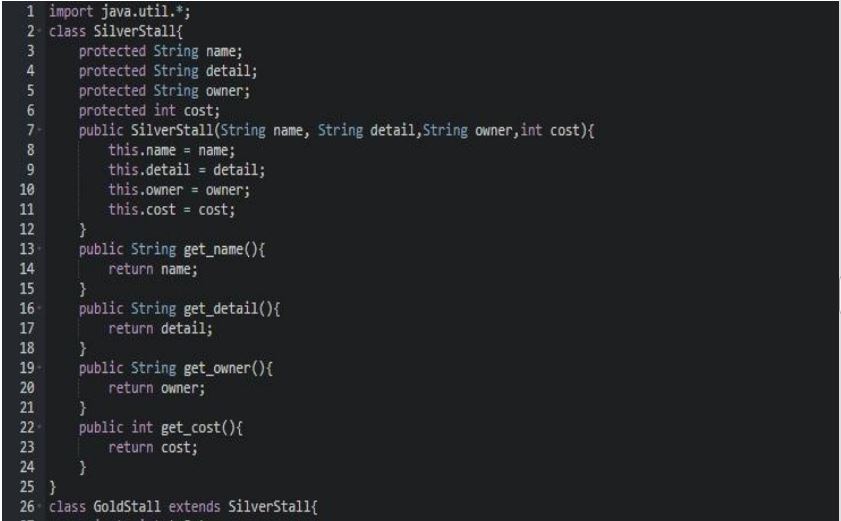 1 import java.util.*;
2 class SilverStall{
3     protected String name;
4     protected String detail;
5     protected String owner;
6     protected int cost;
7     public SilverStall(String name, String detail,String owner,int cost){
8         this.name = name;
9         this.detail = detail;
10         this.owner = owner;
11         this.cost = cost;
12     }
13     public String get_name(){
14         return name;
15     }
16     public String get_detail(){
17         return detail;
18     }
19     public String get_owner(){
20         return owner;
21     }
22     public int get_cost(){
23         return cost;
24     }
25 }
26 class GoldStall extends SilverStall{